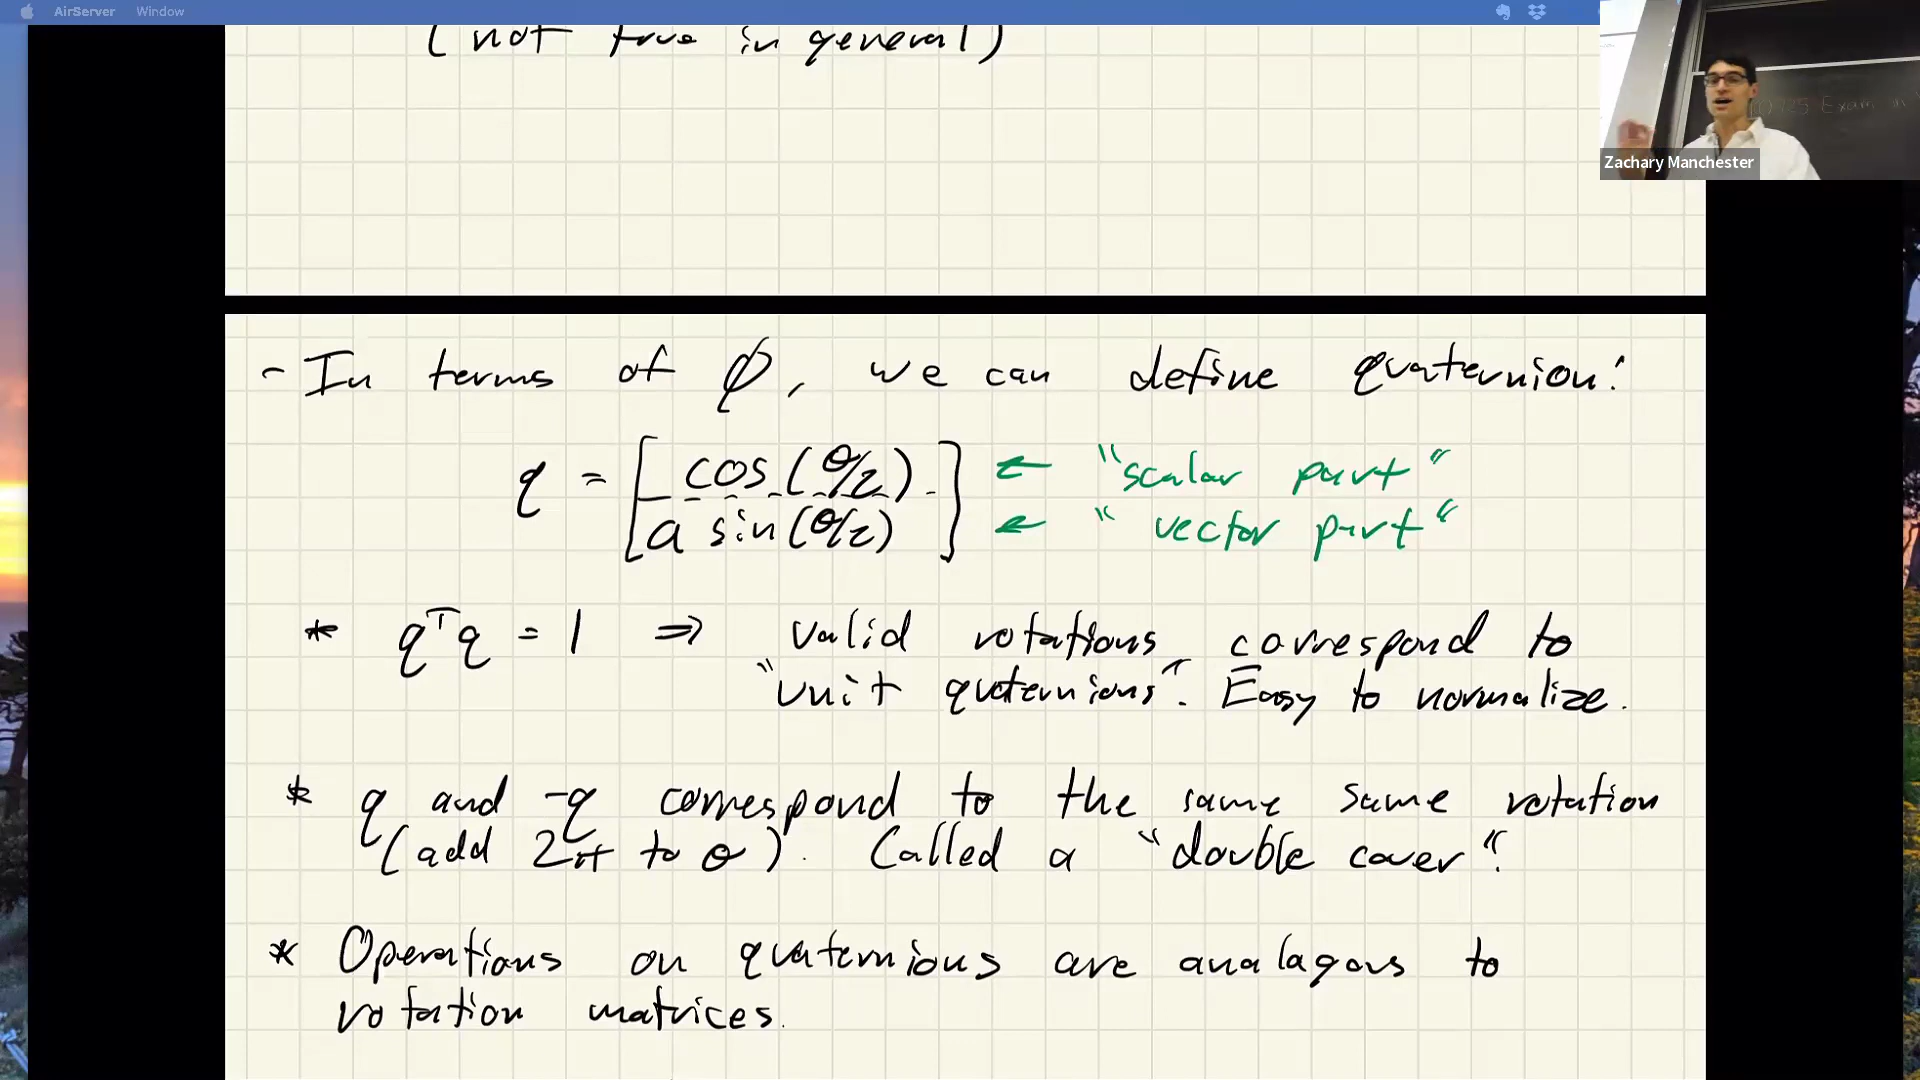 AirServer Window
(not true in general)
Zachary Manchester
- In terms of φ, we can define quaternion:
q = [cos(θ/2) ← "scalar part"
a sin(θ/2)] ← "vector part"
* qᵀq = 1 ⇒ valid rotations correspond to
"unit quternions". Easy to normalize.
* q and -q correspond to the same same rotation
(add 2π to θ). Called a "double cover".
* Operations on quaternions are analagous to
rotation matrices.